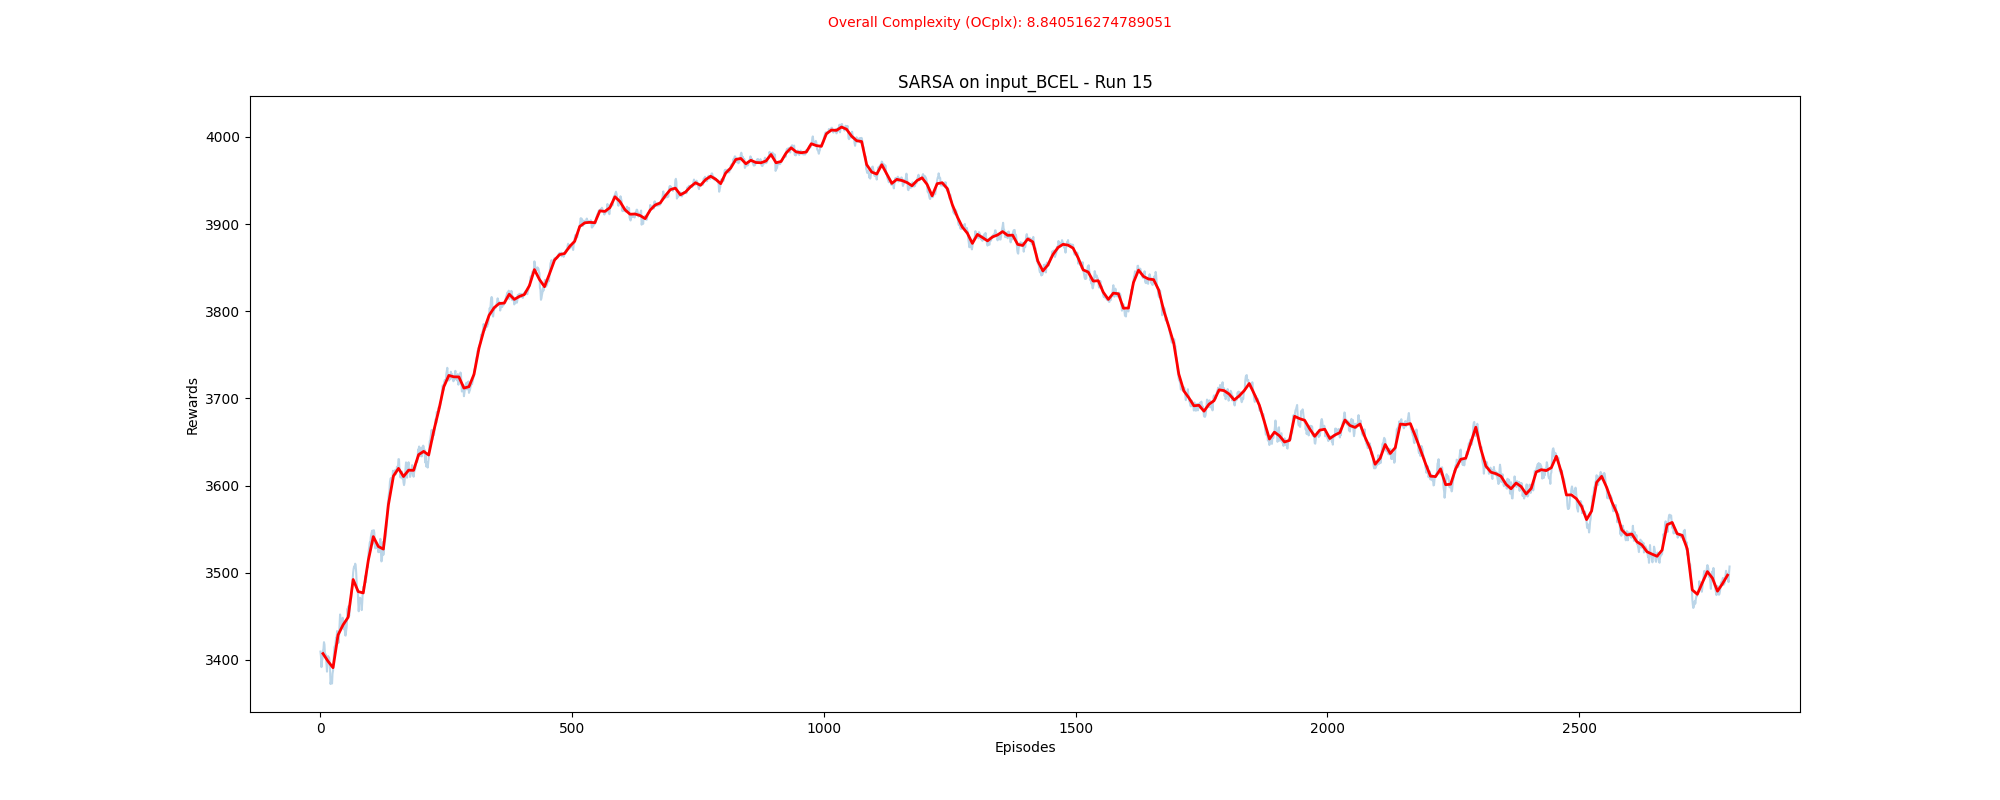 Overall Complexity (OCplx): 8.840516274789051
SARSA on input_BCEL - Run 15
4000
3900
3800
3700
3600
3500
3400
Rewards
0 500 1000 1500 2000 2500
Episodes